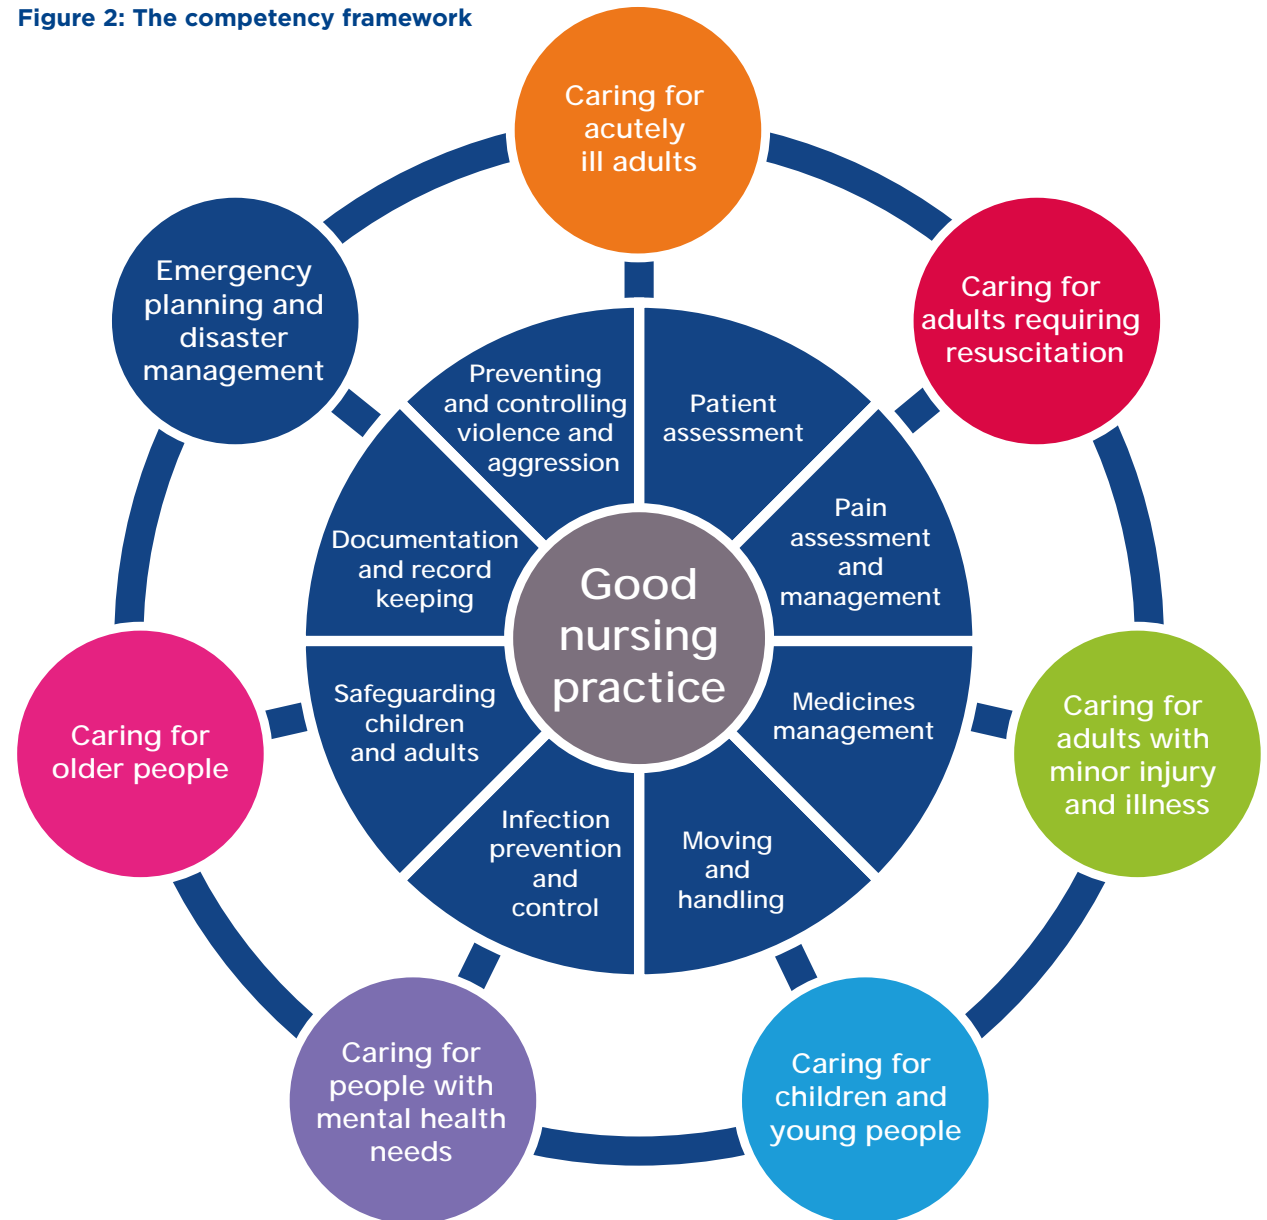 Figure 2: The competency framework
Caring for
acutely
ill adults
Caring for
adults requiring
resuscitation
Caring for
adults with
minor injury
and illness
Caring for
children and
young people
Caring for
people with
mental health
needs
Caring for
older people
Emergency
planning and
disaster
management
Patient
assessment
Pain
assessment
and
management
Medicines
management
Moving
and
handling
Infection
prevention
and
control
Safeguarding
children
and adults
Documentation
and record
keeping
Preventing
and controlling
violence and
aggression
Good
nursing
practice